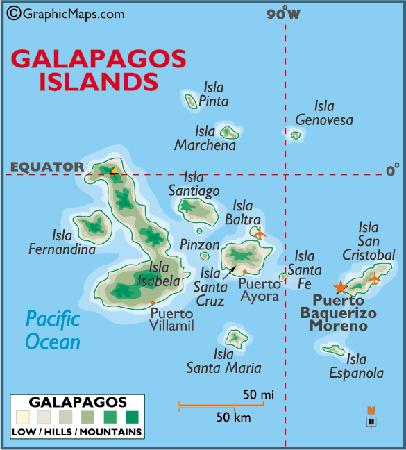 ©GraphicMaps.com
90°W
GALAPAGOS
ISLANDS
Isla
Pinta
Isla
Genovesa
Isla
Marchena
EQUATOR
0°
Isla
Santiago
Isla
Baltra
Isla
San
Cristobal
Isla
Fernandina
Pinzon
Isla
Isabela
Isla
Santa
Cruz
Isla
Santa
Fe
Puerto
Ayora
Puerto
Villamil
Puerto
Baquerizo
Moreno
Pacific
Ocean
Isla
Santa Maria
Isla
Espanola
GALAPAGOS
LOW / HILLS / MOUNTAINS
50 mi
50 km
N